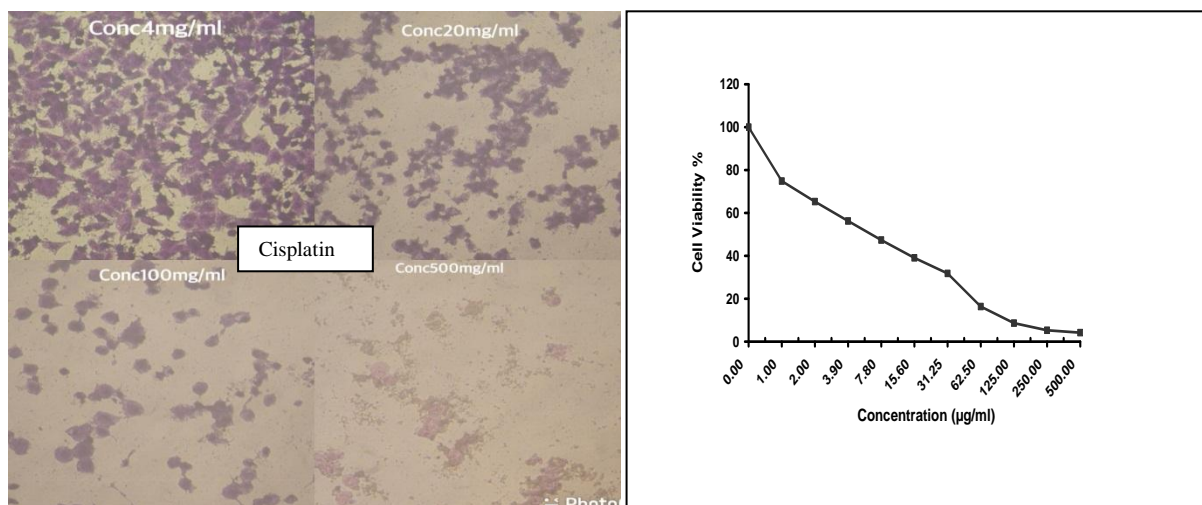 Conc4mg/ml
Conc20mg/ml
Cisplatin
Conc100mg/ml
Conc500mg/ml
Photo
120
100
80
60
40
20
0
Cell Viability %
0.00 1.00 2.00 3.90 7.80 15.60 31.25 62.50 125.00 250.00 500.00
Concentration (µg/ml)